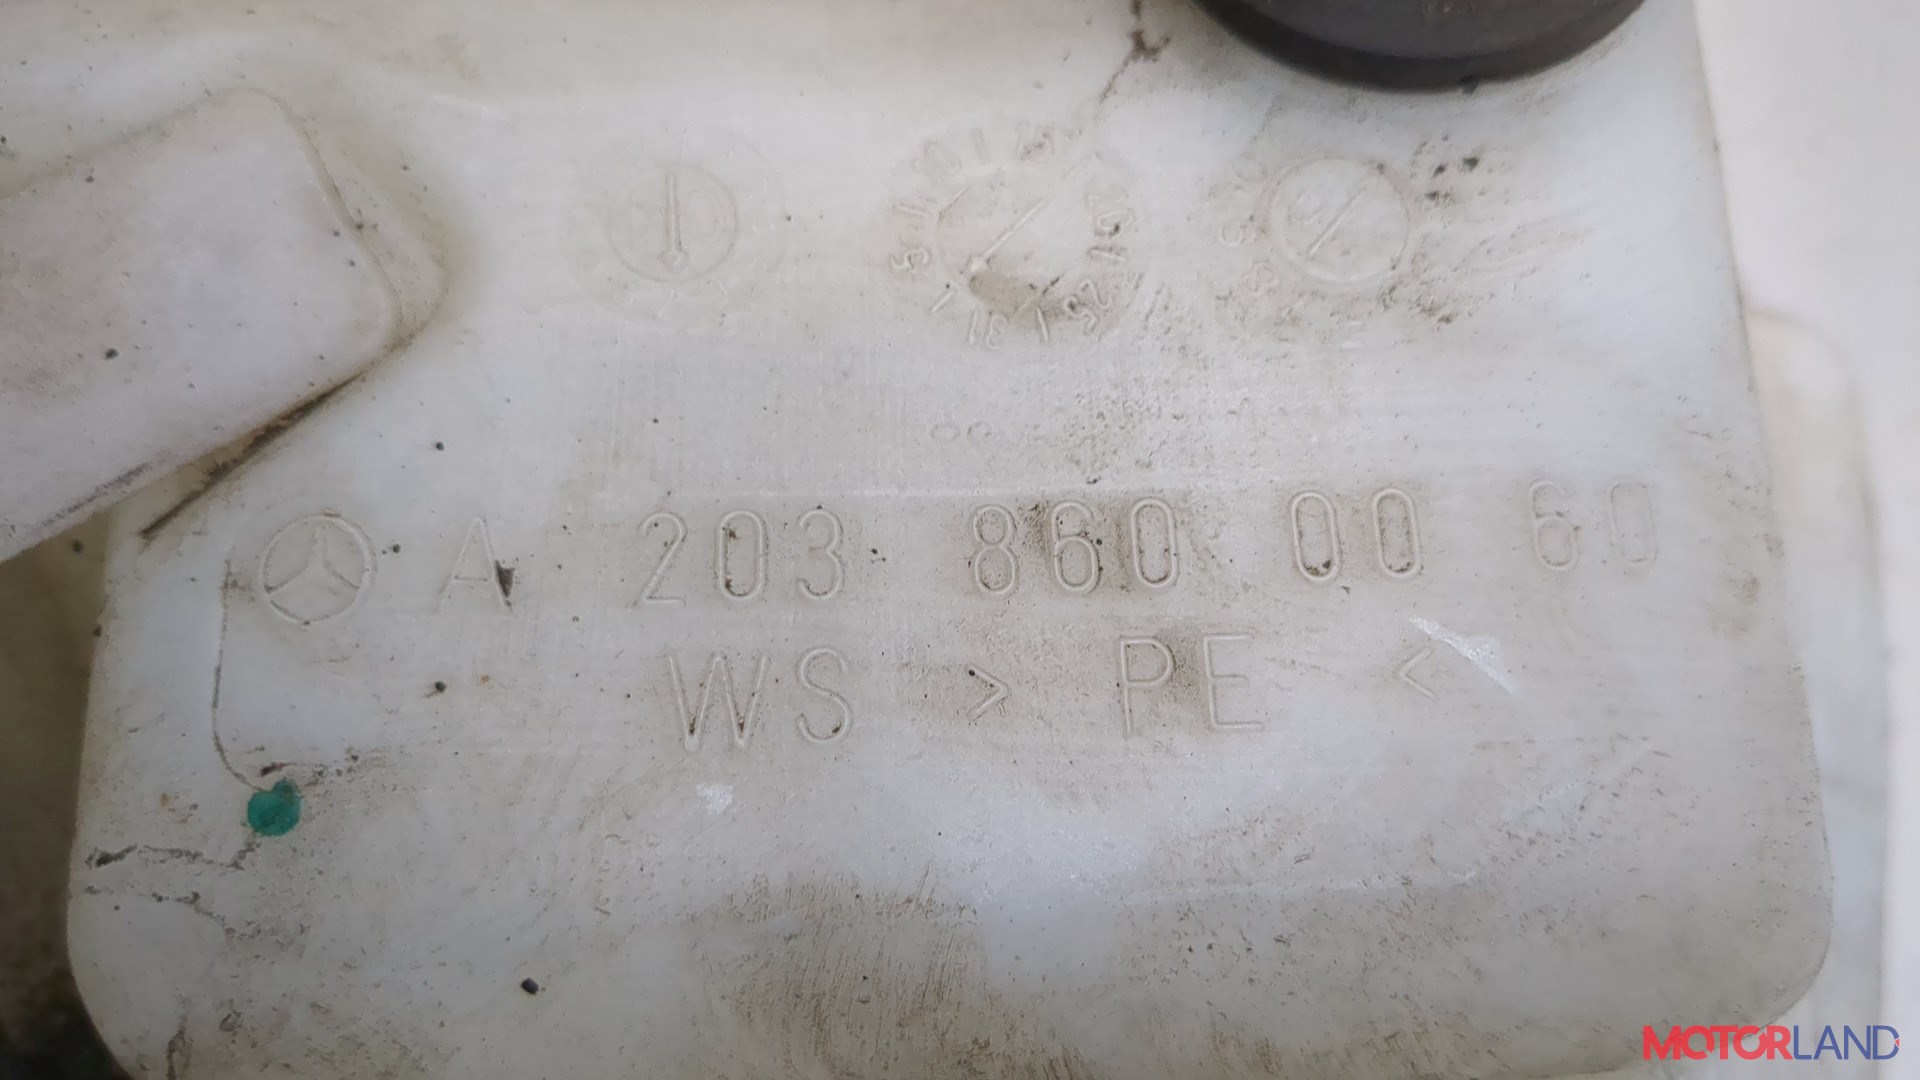 A 203 860 00 60
WS > PE <
MOTORLAND